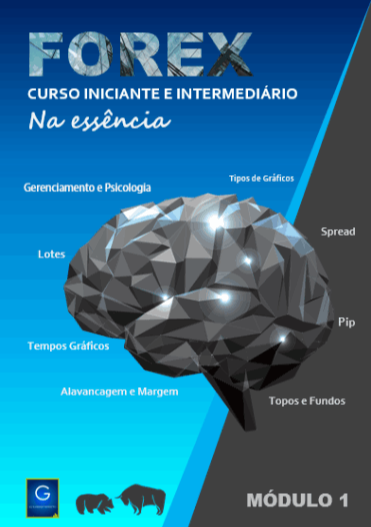 FOREX
CURSO INICIANTE E INTERMEDIÁRIO
Na essência
Tipos de Gráficos
Gerenciamento e Psicologia
Spread
Lotes
Pip
Tempos Gráficos
Alavancagem e Margem
Topos e Fundos
G
MÓDULO 1